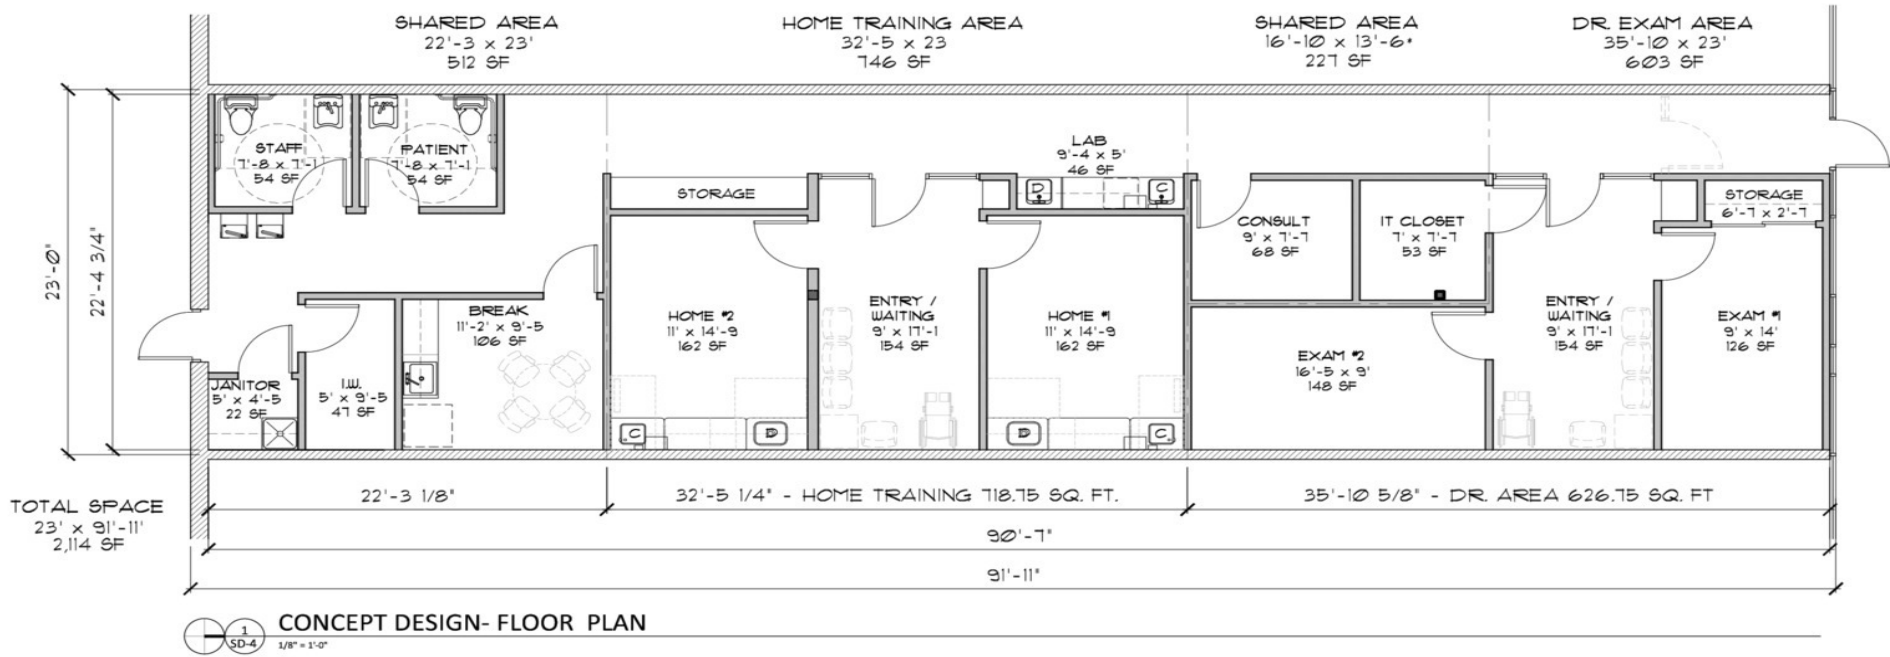 SHARED AREA
22'-3 x 23'
512 SF
HOME TRAINING AREA
32'-5 x 23
746 SF
SHARED AREA
16'-10 x 13'-6"
227 SF
DR. EXAM AREA
35'-10 x 23'
603 SF
STAFF
7'-8 x 7'-1
54 SF
PATIENT
7'-8 x 7'-1
54 SF
STORAGE
LAB
9'-4 x 5'
46 SF
D
C
CONSULT
9' x 7'-7
68 SF
IT CLOSET
7' x 7'-7
53 SF
STORAGE
6'-7 x 2'-7
23'-0"
22'-4 3/4"
BREAK
11'-2' x 9'-5
106 SF
HOME #2
11' x 14'-9
162 SF
ENTRY /
WAITING
9' x 17'-1
154 SF
HOME #1
11' x 14'-9
162 SF
EXAM #2
16'-5 x 9'
148 SF
ENTRY /
WAITING
9' x 17'-1
154 SF
EXAM #1
9' x 14'
126 SF
JANITOR
5' x 4'-5
22 SF
I.W.
5' x 9'-5
47 SF
C
D
D
C
TOTAL SPACE
23' x 91'-11'
2,114 SF
22'-3 1/8"
32'-5 1/4" - HOME TRAINING 718.75 SQ. FT.
35'-10 5/8" - DR. AREA 626.75 SQ. FT
90'-7"
91'-11"
1
SD-4
CONCEPT DESIGN- FLOOR PLAN
1/8" = 1'-0"